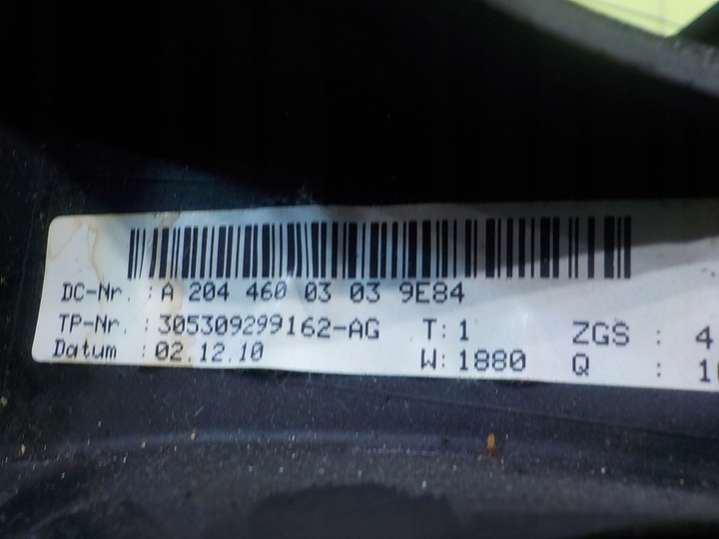 DC-Nr. : A 204 460 03 03 9E84
TP-Nr. : 305309299162-AG T: 1 ZGS : 4
Datum : 02.12.10 W: 1880 Q :